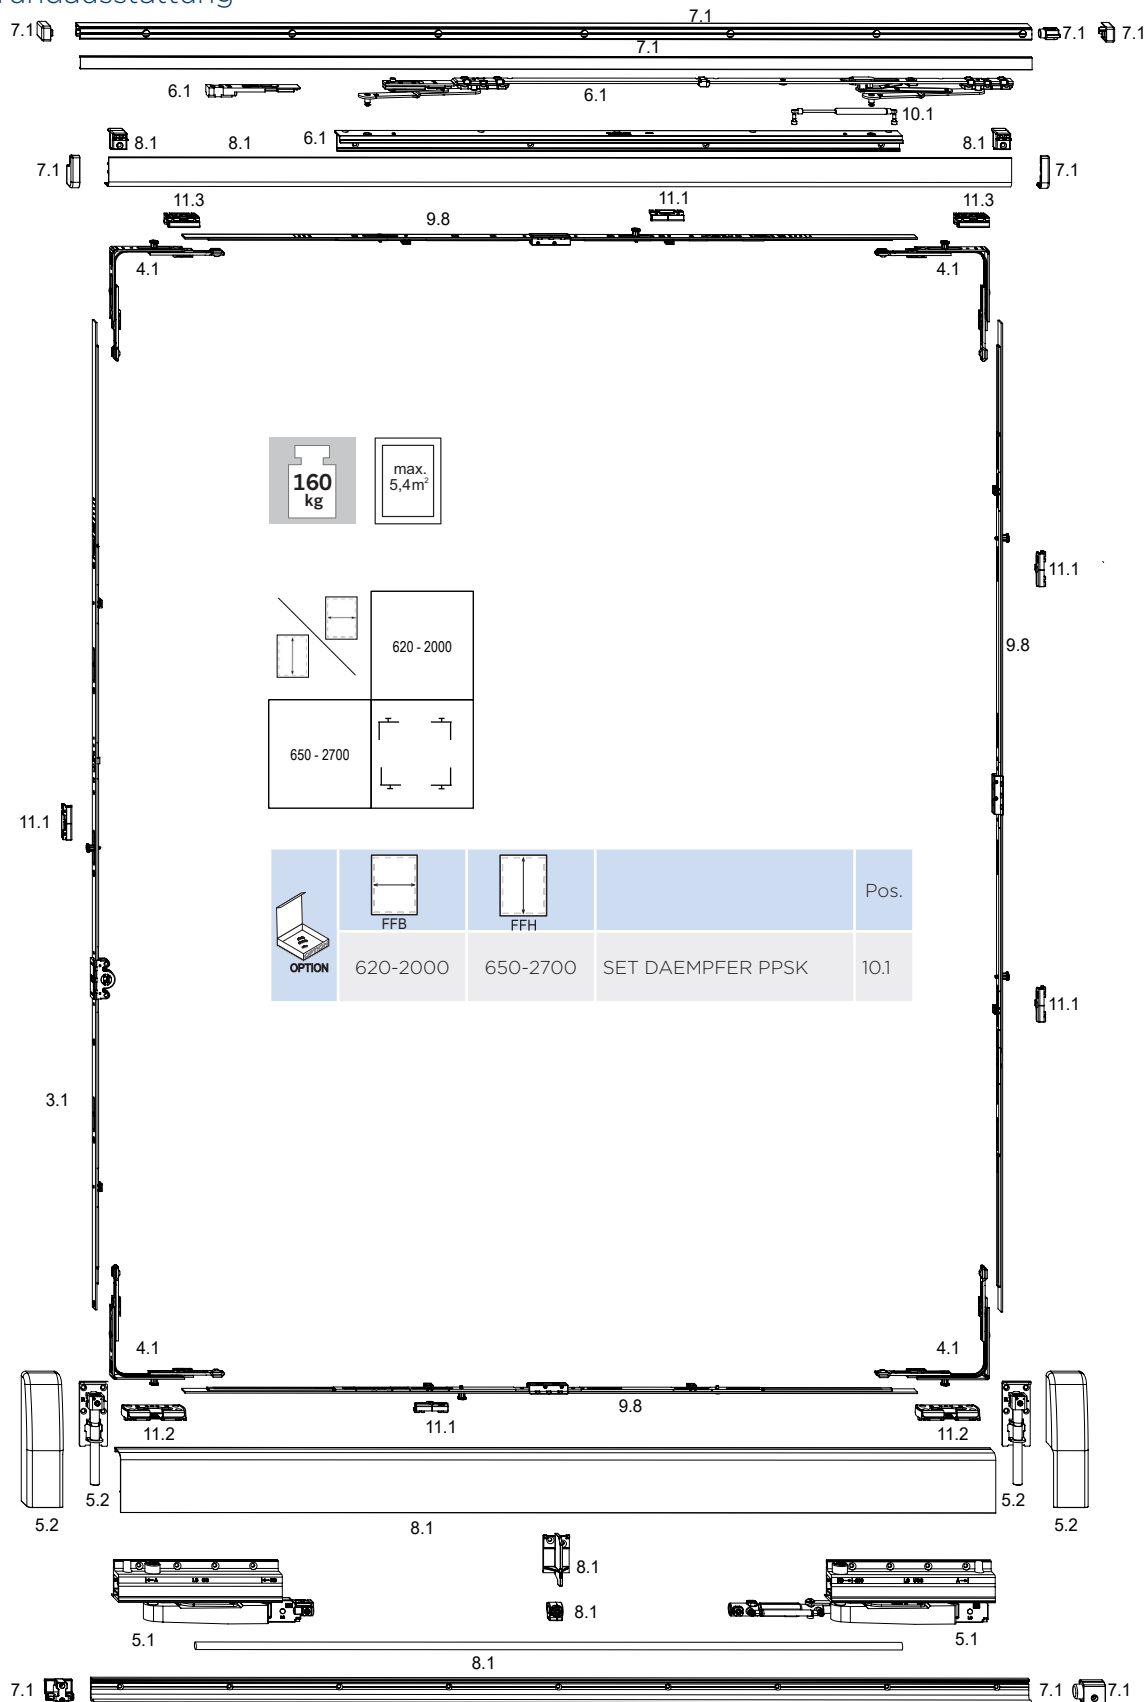 7.1 7.1 7.1 7.1
7.1
6.1 6.1
10.1
8.1 8.1 6.1 8.1
7.1 7.1
11.3 11.1 11.3
9.8
4.1 4.1
160
kg
max.
5,4m²
11.1
620 - 2000
9.8
650 - 2700
11.1
FFB FFH Pos.
OPTION 620-2000 650-2700 SET DAEMPFER PPSK 10.1
11.1
3.1
4.1 4.1
9.8
11.2 11.1 11.2
5.2 5.2
5.2 5.2
8.1
8.1
8.1
5.1 5.1
8.1
7.1 7.1 7.1